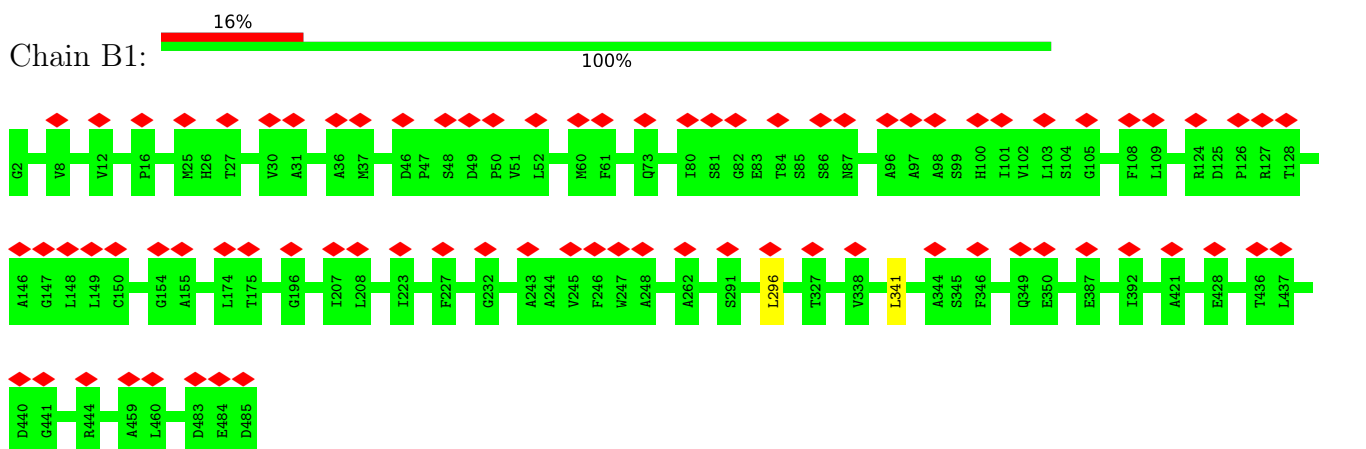 16%
Chain B1:
100%
G2 V8 V12 P16 M25 H26 T27 V30 A31 A36 M37 D46 P47 S48 D49 P50 V51 L52 M60 F61 Q73 I80 S81 G82 E83 T84 S85 S86 N87 A96 A97 A98 S99 H100 I101 V102 L103 S104 G105 F108 L109 R124 D125 P126 R127 T128
A146 G147 L148 L149 C150 G154 A155 L174 T175 G196 I207 L208 I223 F227 G232 A243 A244 V245 F246 W247 A248 A262 S291 L296 T327 V338 L341 A344 S345 F346 Q349 E350 E387 I392 A421 E428 T436 L437
D440 G441 R444 A459 L460 D483 E484 D485